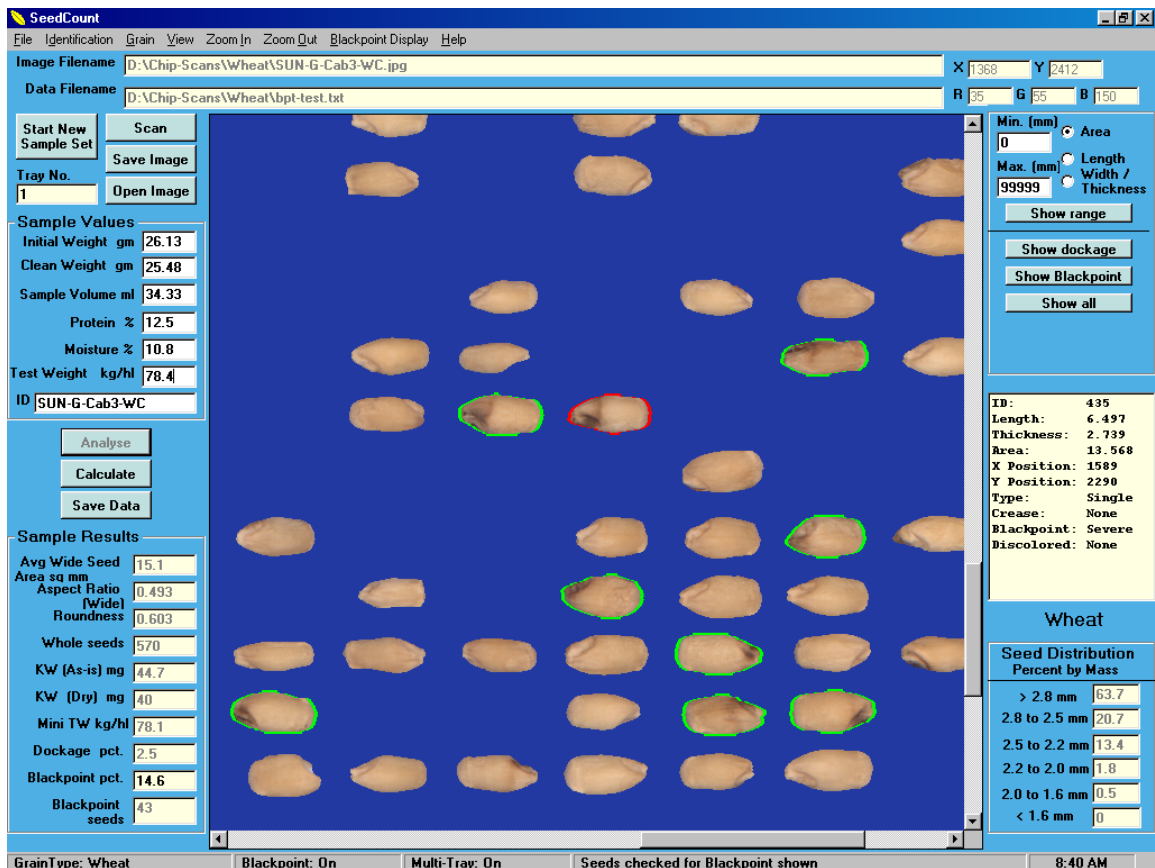 SeedCount
File Identification Grain View Zoom In Zoom Out Blackpoint Display Help
Image Filename D:\Chip-Scans\Wheat\SUN-G-Cab3-WC.jpg X 1368 Y 2412
Data Filename D:\Chip-Scans\Wheat\bpt-test.txt R 35 G 55 B 150
Start New Sample Set
Scan
Save Image
Open Image
Tray No.
1
Sample Values
Initial Weight gm 26.13
Clean Weight gm 25.48
Sample Volume ml 34.33
Protein % 12.5
Moisture % 10.8
Test Weight kg/hl 78.4
ID SUN-G-Cab3-WC
Analyse
Calculate
Save Data
Sample Results
Avg Wide Seed Area sq mm 15.1
Aspect Ratio (Wide) 0.493
Roundness 0.603
Whole seeds 570
KW (As-is) mg 44.7
KW (Dry) mg 40
Mini TW kg/hl 78.1
Dockage pct. 2.5
Blackpoint pct. 14.6
Blackpoint seeds 43
Min. (mm)
0
Max. (mm)
99999
Area
Length
Width / Thickness
Show range
Show dockage
Show Blackpoint
Show all
ID: 435
Length: 6.497
Thickness: 2.739
Area: 13.568
X Position: 1589
Y Position: 2290
Type: Single
Crease: None
Blackpoint: Severe
Discolored: None
Wheat
Seed Distribution
Percent by Mass
> 2.8 mm 63.7
2.8 to 2.5 mm 20.7
2.5 to 2.2 mm 13.4
2.2 to 2.0 mm 1.8
2.0 to 1.6 mm 0.5
< 1.6 mm 0
GrainType: Wheat Blackpoint: On Multi-Tray: On Seeds checked for Blackpoint shown 8:40 AM